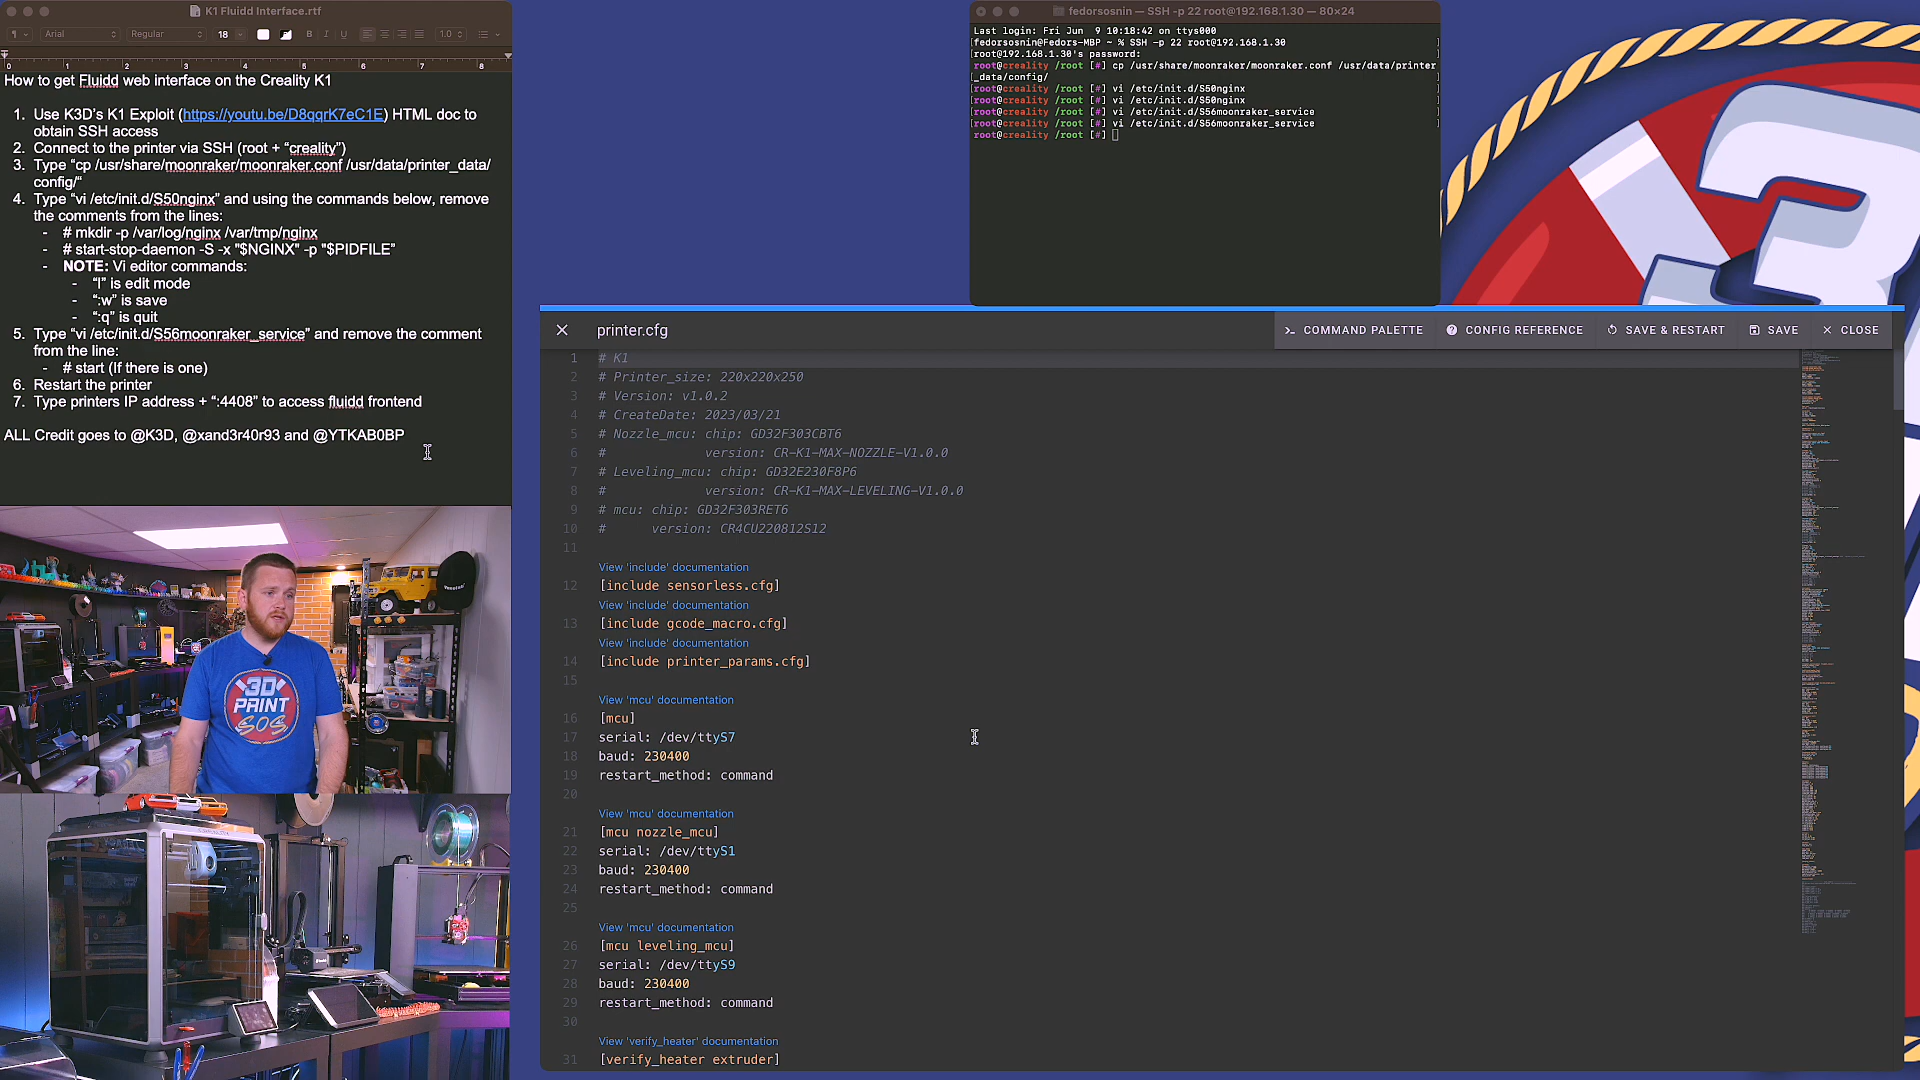 K1 Fluidd Interface.rtf
Arial
Regular
18
B I U
1.0
0 1 2 3 4 5 6 7 8
How to get Fluidd web interface on the Creality K1
1. Use K3D's K1 Exploit (https://youtu.be/D8qqrK7eC1E) HTML doc to
obtain SSH access
2. Connect to the printer via SSH (root + “creality”)
3. Type “cp /usr/share/moonraker/moonraker.conf /usr/data/printer_data/
config/“
4. Type “vi /etc/init.d/S50nginx” and using the commands below, remove
the comments from the lines:
- # mkdir -p /var/log/nginx /var/tmp/nginx
- # start-stop-daemon -S -x "$NGINX" -p "$PIDFILE”
- NOTE: Vi editor commands:
- “I” is edit mode
- “:w” is save
- “:q” is quit
5. Type “vi /etc/init.d/S56moonraker_service” and remove the comment
from the line:
- # start (If there is one)
6. Restart the printer
7. Type printers IP address + “:4408” to access fluidd frontend
ALL Credit goes to @K3D, @xand3r40r93 and @YTKAB0BP
fedorsosnin — SSH -p 22 root@192.168.1.30 — 80×24
Last login: Fri Jun  9 10:18:42 on ttys000
[fedorsosnin@Fedors-MBP ~ % SSH -p 22 root@192.168.1.30 ]
[root@192.168.1.30's password: ]
root@creality /root [#] cp /usr/share/moonraker/moonraker.conf /usr/data/printer
[_data/config/ ]
root@creality /root [#] vi /etc/init.d/S50nginx
root@creality /root [#] vi /etc/init.d/S50nginx
root@creality /root [#] vi /etc/init.d/S56moonraker_service
root@creality /root [#] vi /etc/init.d/S56moonraker_service
root@creality /root [#]
printer.cfg
COMMAND PALETTE
CONFIG REFERENCE
SAVE & RESTART
SAVE
CLOSE
1 # K1
2 # Printer_size: 220x220x250
3 # Version: v1.0.2
4 # CreateDate: 2023/03/21
5 # Nozzle_mcu: chip: GD32F303CBT6
6 #             version: CR-K1-MAX-NOZZLE-V1.0.0
7 # Leveling_mcu: chip: GD32E230F8P6
8 #             version: CR-K1-MAX-LEVELING-V1.0.0
9 # mcu: chip: GD32F303RET6
10 #      version: CR4CU220812S12
11
View 'include' documentation
12 [include sensorless.cfg]
View 'include' documentation
13 [include gcode_macro.cfg]
View 'include' documentation
14 [include printer_params.cfg]
15
View 'mcu' documentation
16 [mcu]
17 serial: /dev/ttyS7
18 baud: 230400
19 restart_method: command
20
View 'mcu' documentation
21 [mcu nozzle_mcu]
22 serial: /dev/ttyS1
23 baud: 230400
24 restart_method: command
25
View 'mcu' documentation
26 [mcu leveling_mcu]
27 serial: /dev/ttyS9
28 baud: 230400
29 restart_method: command
30
View 'verify_heater' documentation
31 [verify_heater extruder]
3D
PRINT
SOS
3